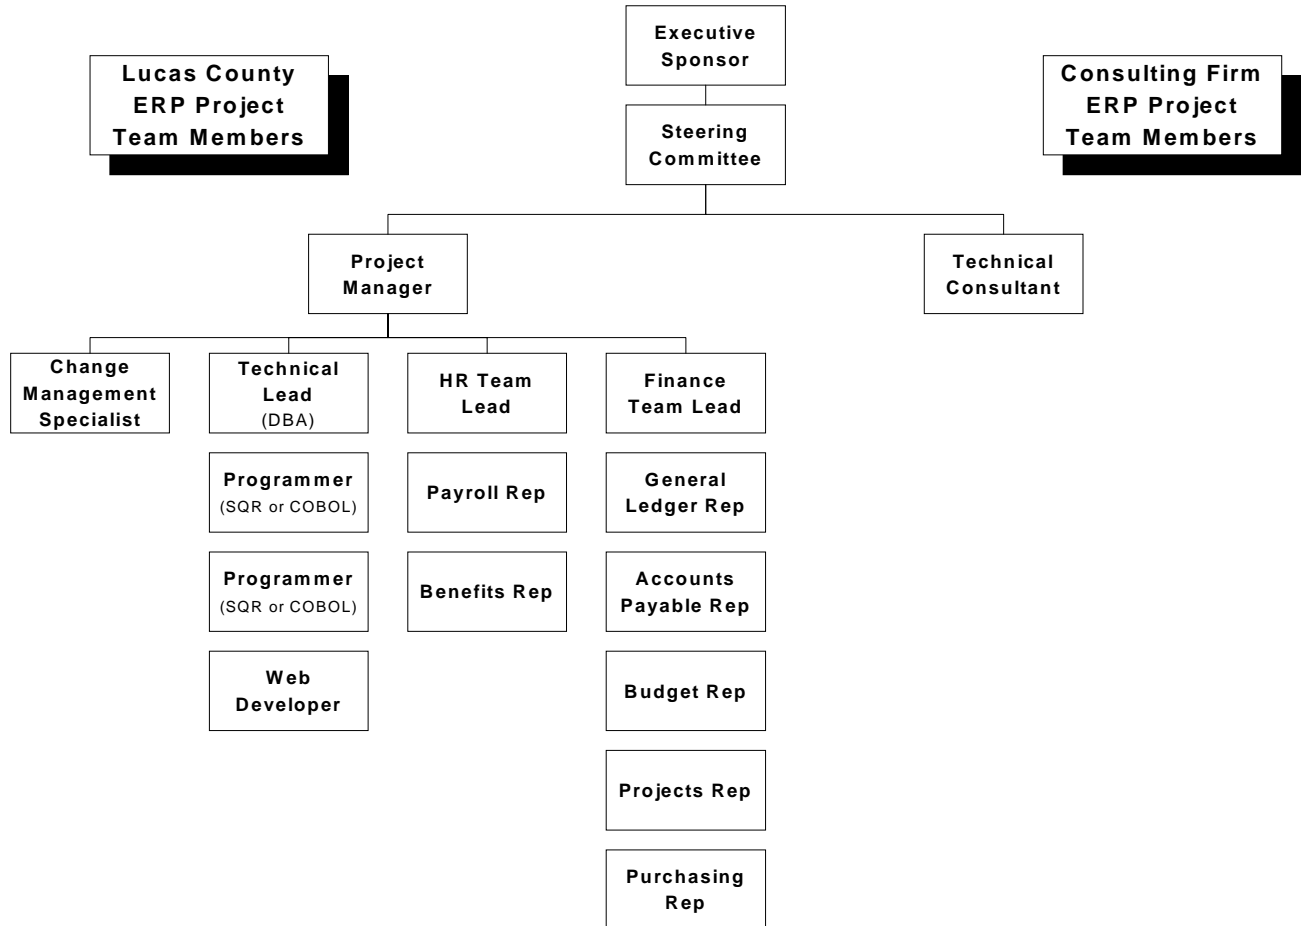 Executive
Sponsor
Lucas County
ERP Project
Team Members
Consulting Firm
ERP Project
Team Members
Steering
Committee
Project
Manager
Technical
Consultant
Change
Management
Specialist
Technical
Lead
(DBA)
HR Team
Lead
Finance
Team Lead
Programmer
(SQR or COBOL)
Payroll Rep
General
Ledger Rep
Programmer
(SQR or COBOL)
Benefits Rep
Accounts
Payable Rep
Web
Developer
Budget Rep
Projects Rep
Purchasing
Rep